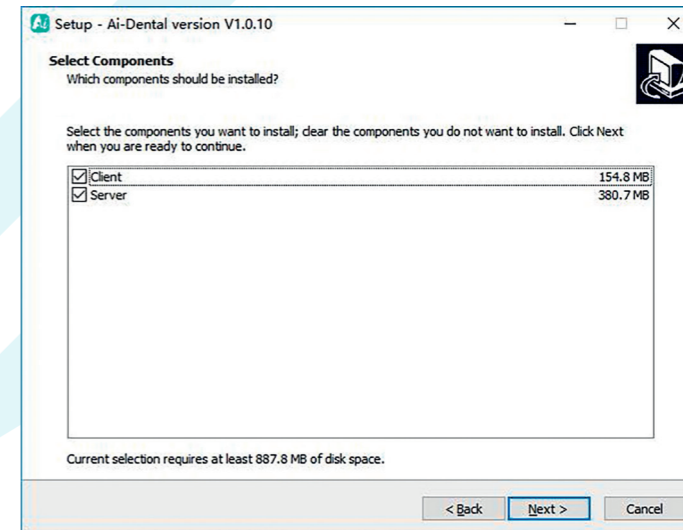 Ai Setup - Ai-Dental version V1.0.10
Select Components
Which components should be installed?
Select the components you want to install; clear the components you do not want to install. Click Next
when you are ready to continue.
Client 154.8 MB
Server 380.7 MB
Current selection requires at least 887.8 MB of disk space.
< Back Next > Cancel